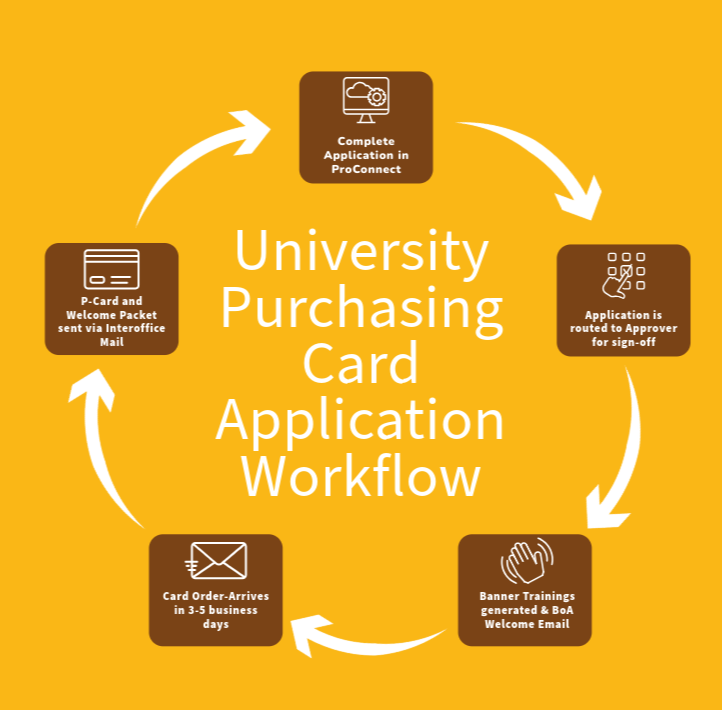 Complete
Application in
ProConnect
University
Purchasing
Card
Application
Workflow
Application is
routed to Approver
for sign-off
Banner Trainings
generated & BoA
Welcome Email
Card Order-Arrives
in 3-5 business
days
P-Card and
Welcome Packet
sent via Interoffice
Mail